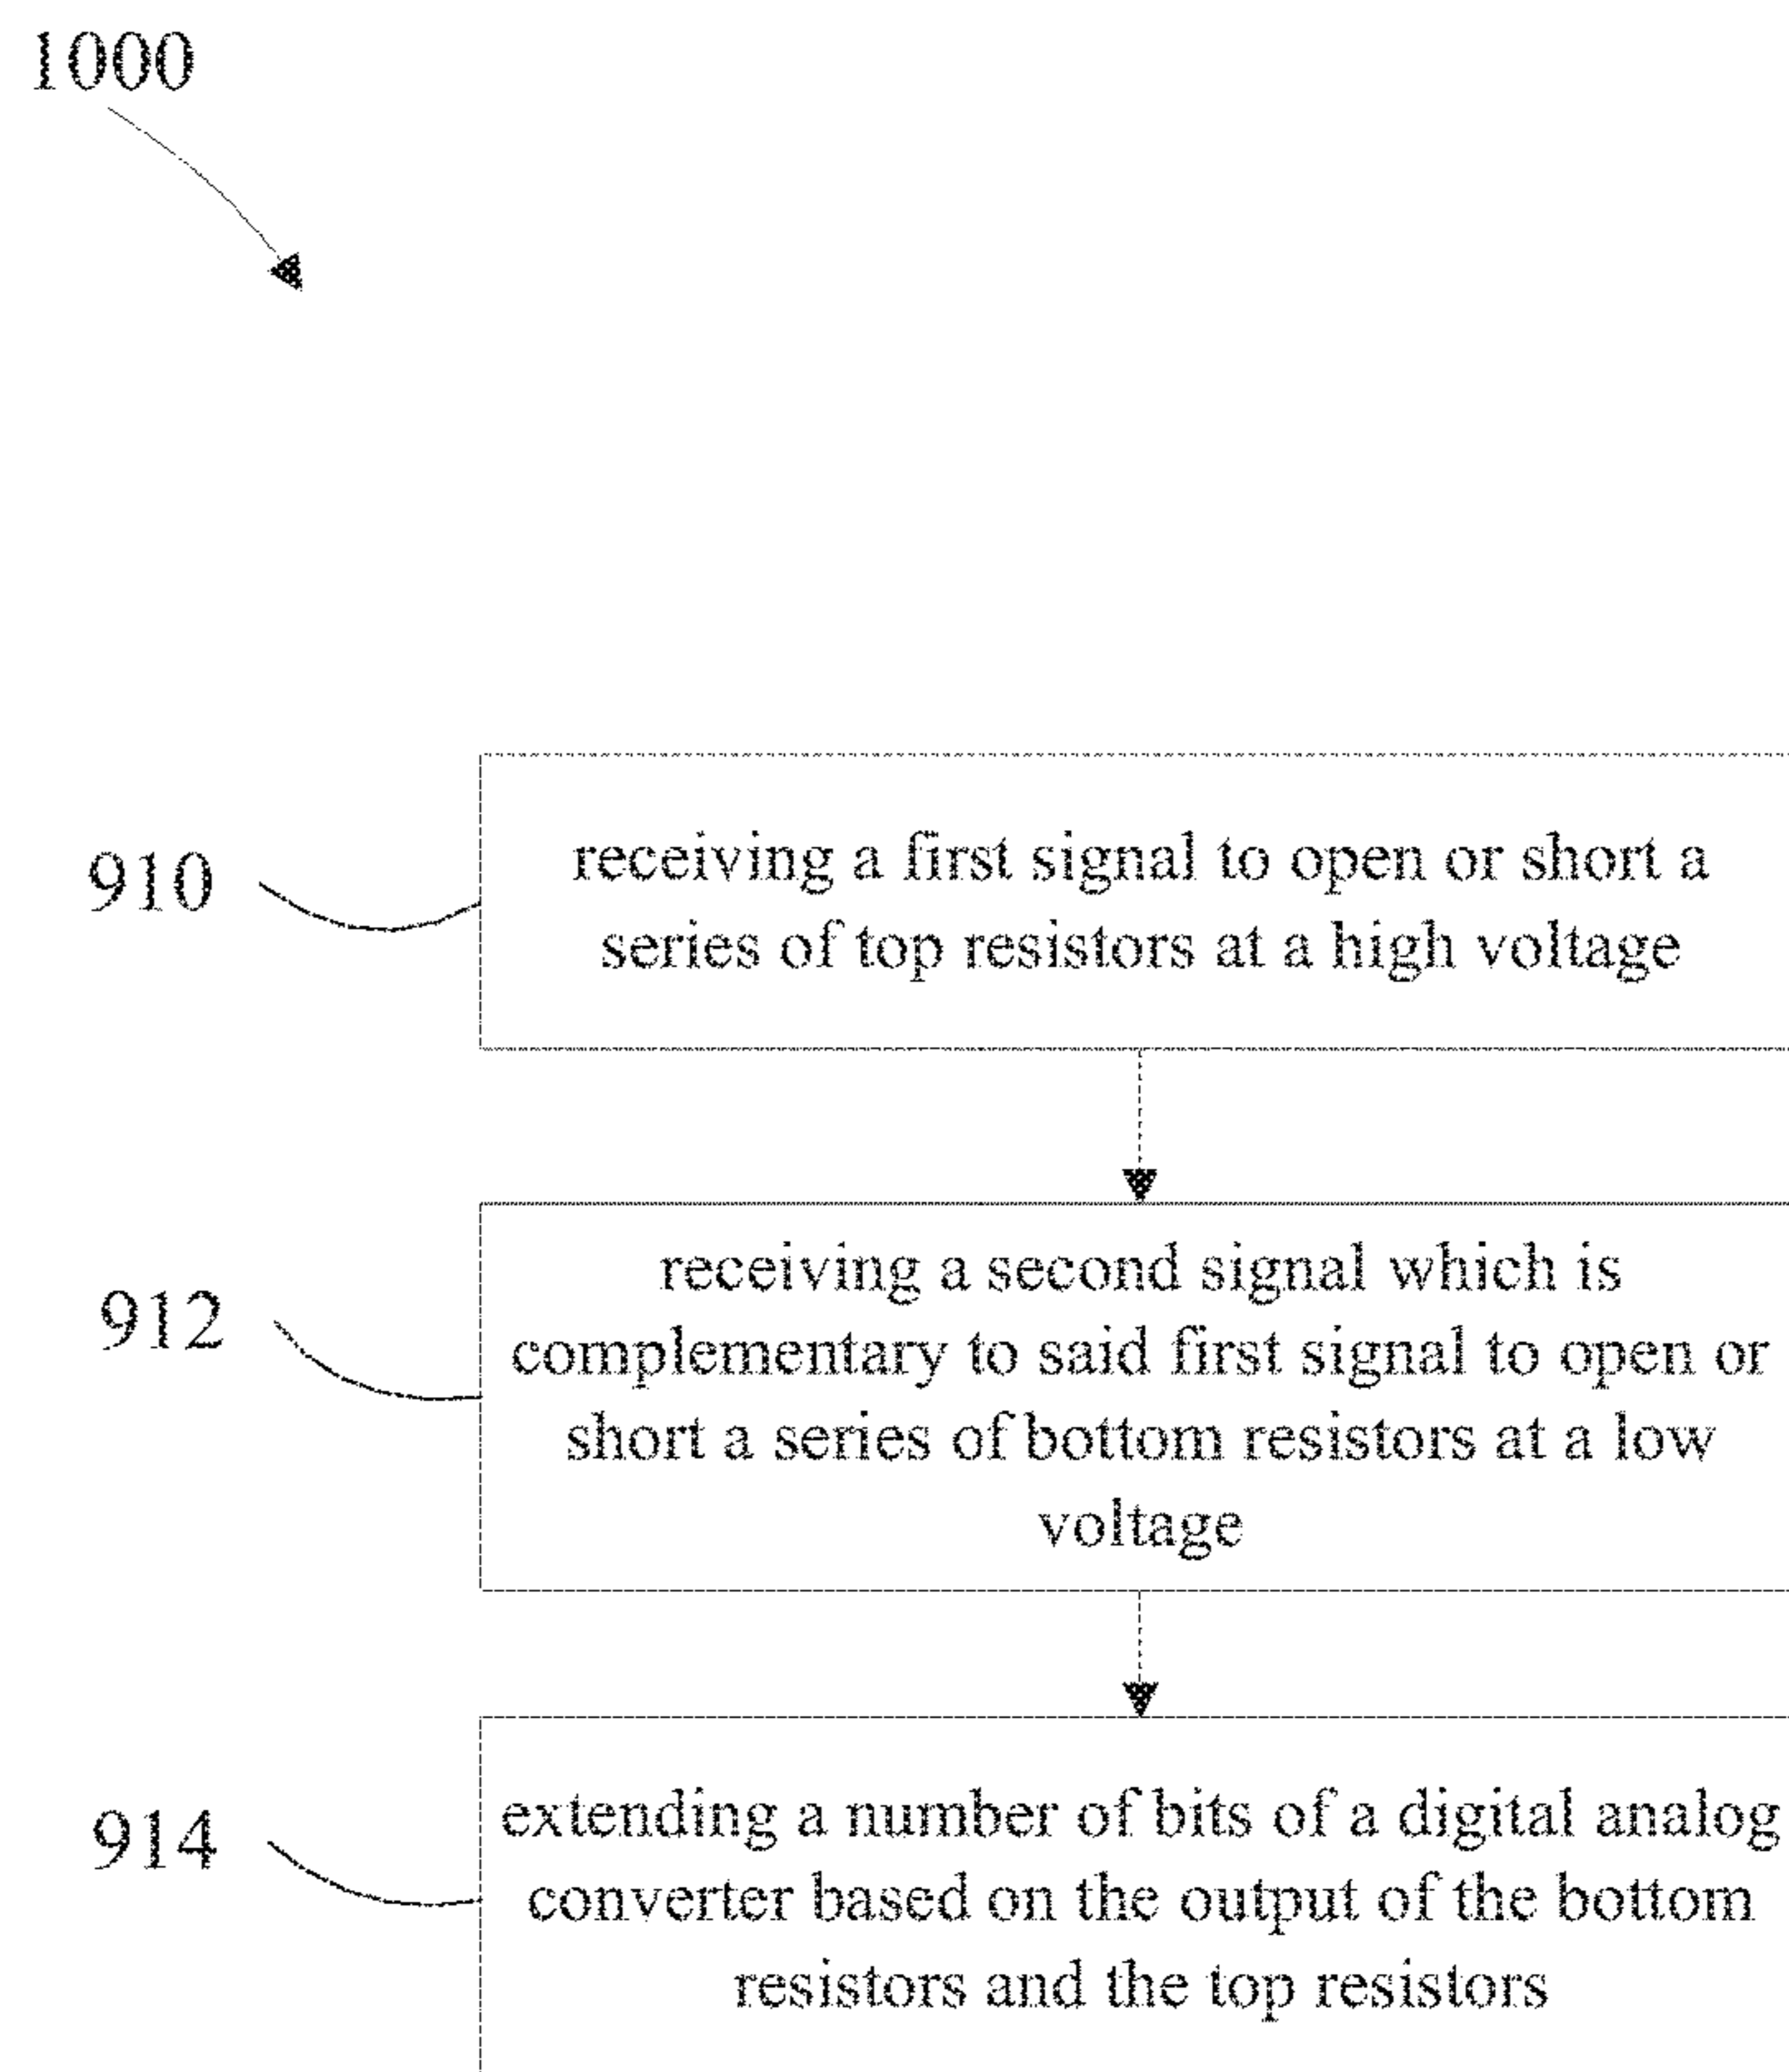 1000
910
receiving a first signal to open or short a
series of top resistors at a high voltage
912
receiving a second signal which is
complementary to said first signal to open or
short a series of bottom resistors at a low
voltage
914
extending a number of bits of a digital analog
converter based on the output of the bottom
resistors and the top resistors